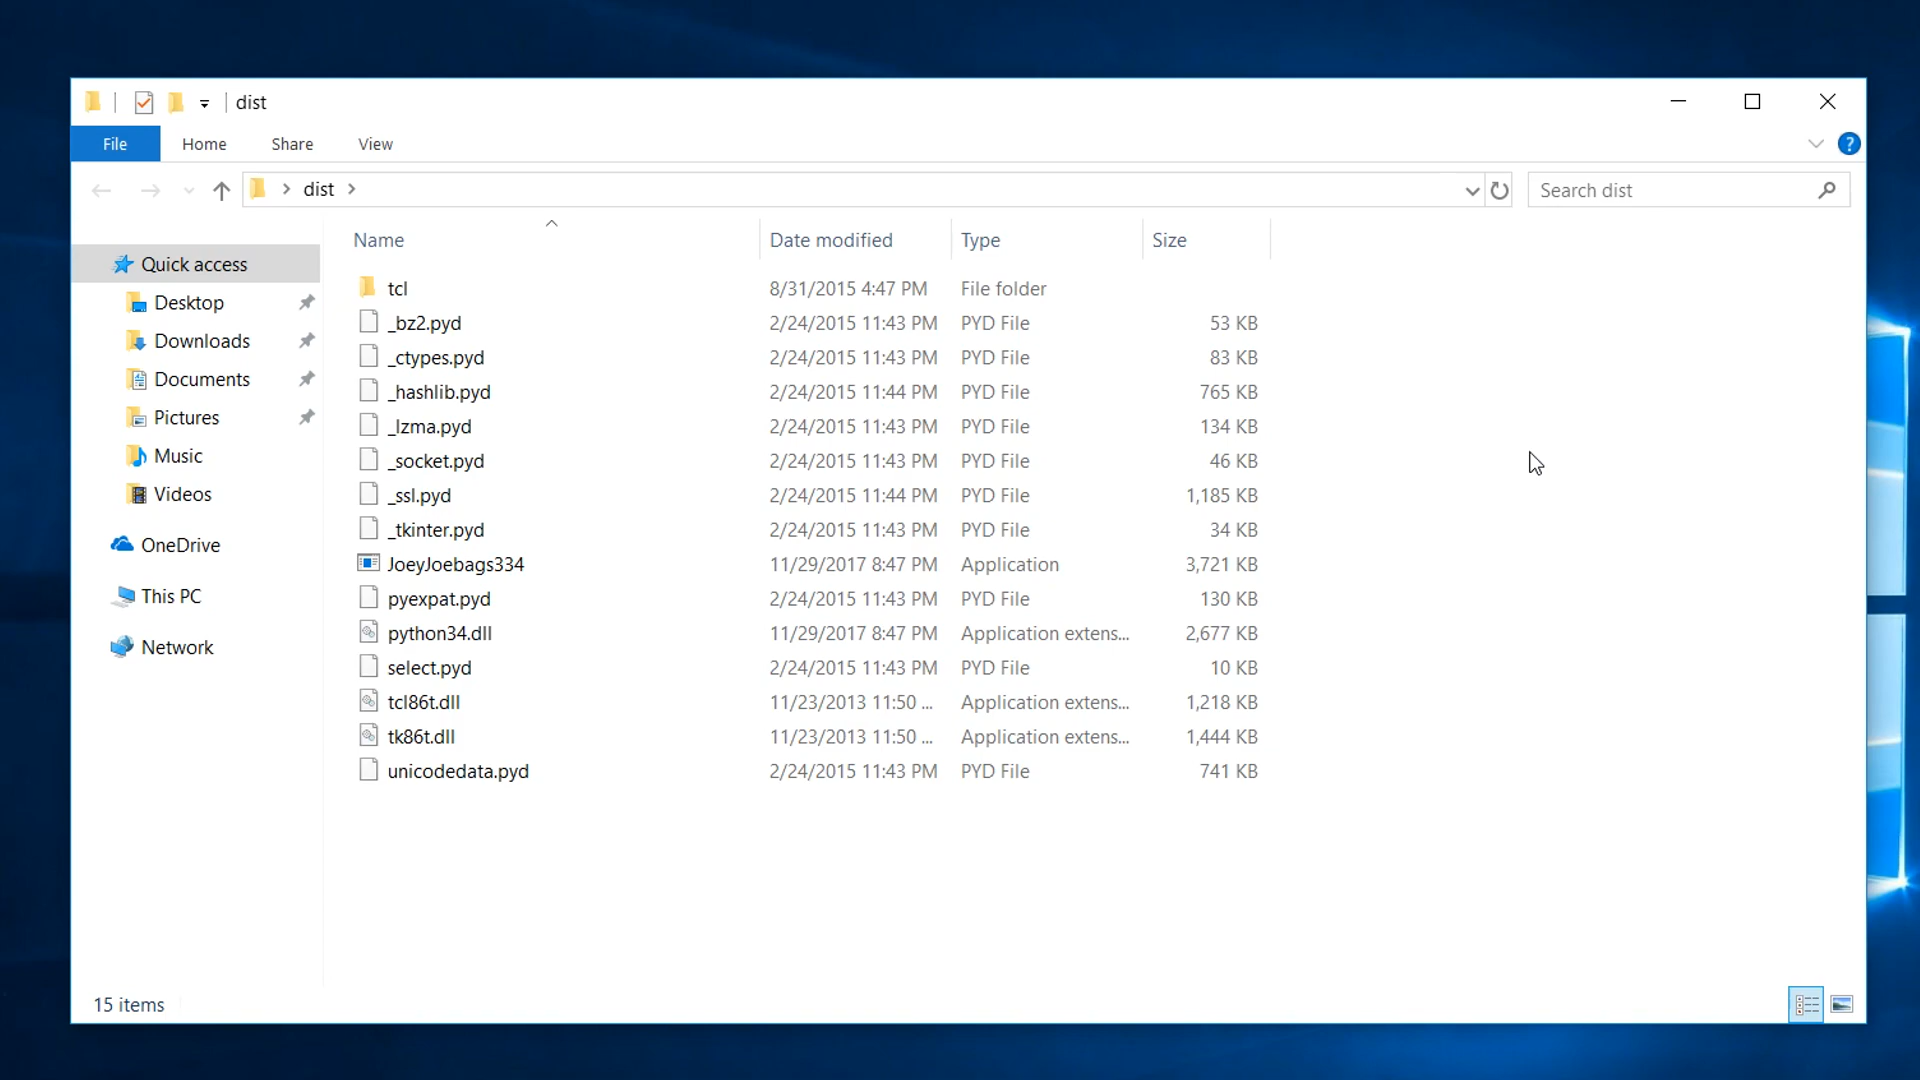 dist
File Home Share View
dist Search dist
Name Date modified Type Size
Quick access
Desktop
Downloads
Documents
Pictures
Music
Videos
OneDrive
This PC
Network
tcl 8/31/2015 4:47 PM File folder
_bz2.pyd 2/24/2015 11:43 PM PYD File 53 KB
_ctypes.pyd 2/24/2015 11:43 PM PYD File 83 KB
_hashlib.pyd 2/24/2015 11:44 PM PYD File 765 KB
_lzma.pyd 2/24/2015 11:43 PM PYD File 134 KB
_socket.pyd 2/24/2015 11:43 PM PYD File 46 KB
_ssl.pyd 2/24/2015 11:44 PM PYD File 1,185 KB
_tkinter.pyd 2/24/2015 11:43 PM PYD File 34 KB
JoeyJoebags334 11/29/2017 8:47 PM Application 3,721 KB
pyexpat.pyd 2/24/2015 11:43 PM PYD File 130 KB
python34.dll 11/29/2017 8:47 PM Application extens... 2,677 KB
select.pyd 2/24/2015 11:43 PM PYD File 10 KB
tcl86t.dll 11/23/2013 11:50 ... Application extens... 1,218 KB
tk86t.dll 11/23/2013 11:50 ... Application extens... 1,444 KB
unicodedata.pyd 2/24/2015 11:43 PM PYD File 741 KB
15 items